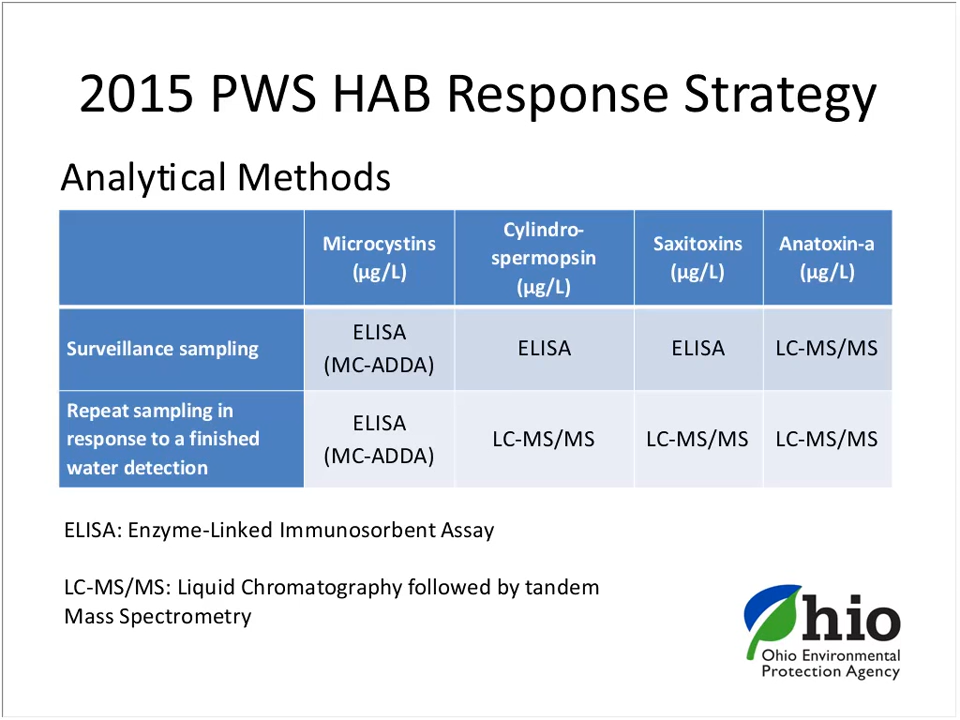 2015 PWS HAB Response Strategy
Analytical Methods
Microcystins
(µg/L)
Cylindro-
spermopsin
(µg/L)
Saxitoxins
(µg/L)
Anatoxin-a
(µg/L)
Surveillance sampling
ELISA
(MC-ADDA)
ELISA
ELISA
LC-MS/MS
Repeat sampling in
response to a finished
water detection
ELISA
(MC-ADDA)
LC-MS/MS
LC-MS/MS
LC-MS/MS
ELISA: Enzyme-Linked Immunosorbent Assay
LC-MS/MS: Liquid Chromatography followed by tandem
Mass Spectrometry
Ohio
Ohio Environmental
Protection Agency